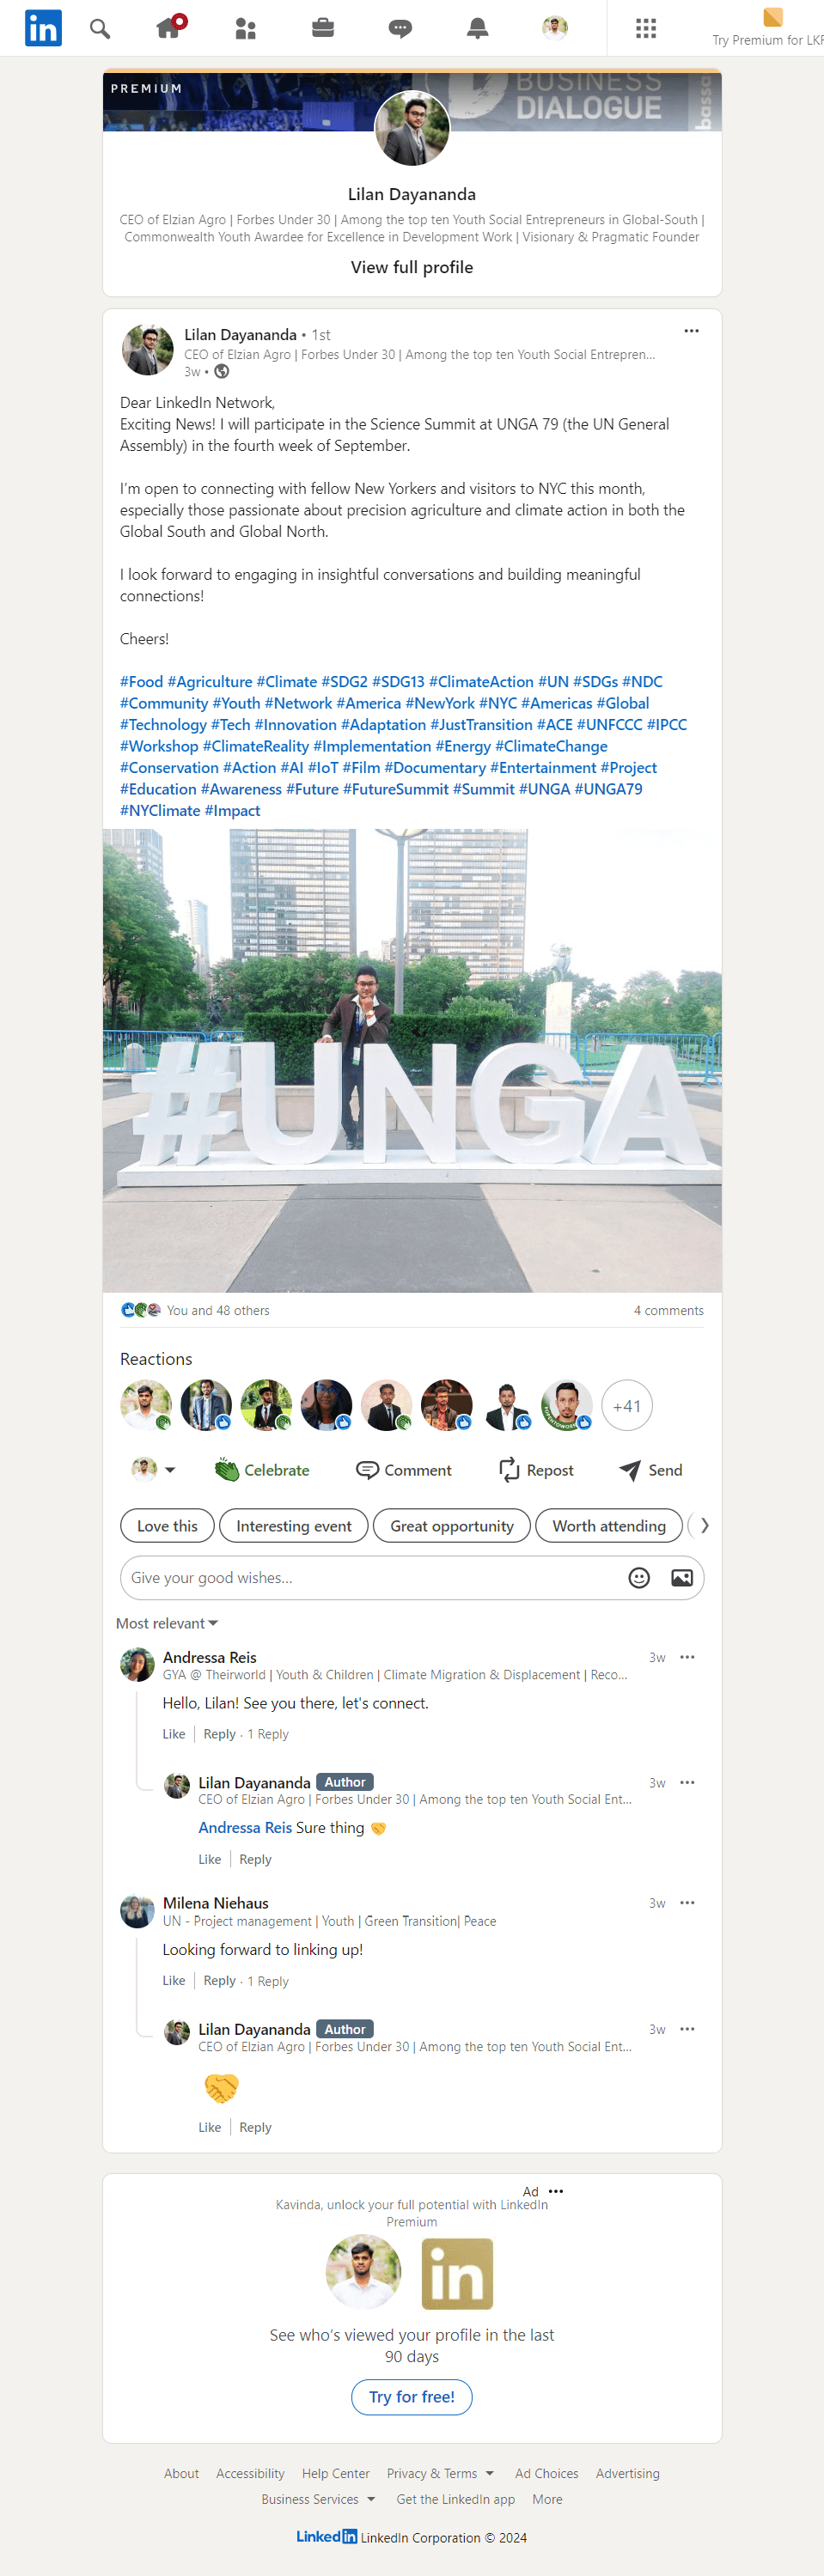 in
Try Premium for LKR
PREMIUM
BUSINESS
DIALOGUE
bassa
Lilan Dayananda
CEO of Elzian Agro | Forbes Under 30 | Among the top ten Youth Social Entrepreneurs in Global-South |
Commonwealth Youth Awardee for Excellence in Development Work | Visionary & Pragmatic Founder
View full profile
Lilan Dayananda • 1st
CEO of Elzian Agro | Forbes Under 30 | Among the top ten Youth Social Entrepren...
3w •
Dear LinkedIn Network,
Exciting News! I will participate in the Science Summit at UNGA 79 (the UN General
Assembly) in the fourth week of September.
I'm open to connecting with fellow New Yorkers and visitors to NYC this month,
especially those passionate about precision agriculture and climate action in both the
Global South and Global North.
I look forward to engaging in insightful conversations and building meaningful
connections!
Cheers!
#Food #Agriculture #Climate #SDG2 #SDG13 #ClimateAction #UN #SDGs #NDC
#Community #Youth #Network #America #NewYork #NYC #Americas #Global
#Technology #Tech #Innovation #Adaptation #JustTransition #ACE #UNFCCC #IPCC
#Workshop #ClimateReality #Implementation #Energy #ClimateChange
#Conservation #Action #AI #IoT #Film #Documentary #Entertainment #Project
#Education #Awareness #Future #FutureSummit #Summit #UNGA #UNGA79
#NYClimate #Impact
#UNGA
You and 48 others
4 comments
Reactions
+41
Celebrate
Comment
Repost
Send
Love this
Interesting event
Great opportunity
Worth attending
Give your good wishes...
Most relevant
Andressa Reis
3w
GYA @ Theirworld | Youth & Children | Climate Migration & Displacement | Reco...
Hello, Lilan! See you there, let's connect.
Like
Reply · 1 Reply
Lilan Dayananda Author
3w
CEO of Elzian Agro | Forbes Under 30 | Among the top ten Youth Social Ent...
Andressa Reis Sure thing 🤝
Like
Reply
Milena Niehaus
3w
UN - Project management | Youth | Green Transition| Peace
Looking forward to linking up!
Like
Reply · 1 Reply
Lilan Dayananda Author
3w
CEO of Elzian Agro | Forbes Under 30 | Among the top ten Youth Social Ent...
🤝
Like
Reply
Ad
Kavinda, unlock your full potential with LinkedIn
Premium
in
See who's viewed your profile in the last
90 days
Try for free!
About
Accessibility
Help Center
Privacy & Terms
Ad Choices
Advertising
Business Services
Get the LinkedIn app
More
LinkedIn LinkedIn Corporation © 2024